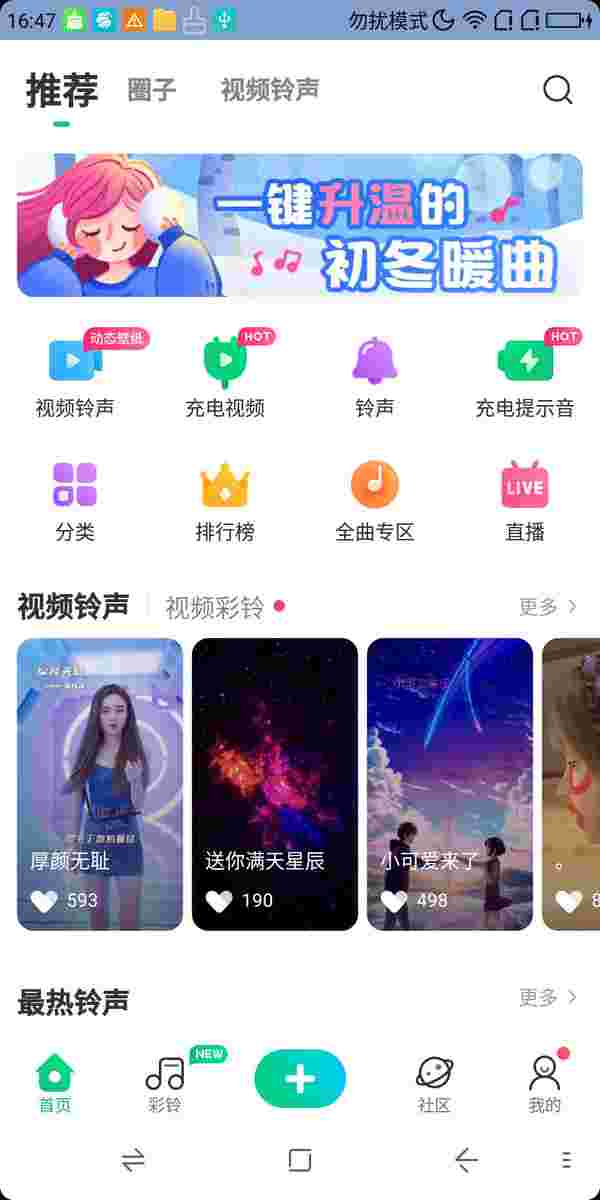 16:47
勿扰模式
推荐
圈子
视频铃声
一键升温的
初冬暖曲
动态壁纸
HOT
HOT
视频铃声
充电视频
铃声
充电提示音
LIVE
分类
排行榜
全曲专区
直播
视频铃声
视频彩铃
更多
厚颜无耻
593
送你满天星辰
190
小可爱来了
498
。
8
最热铃声
更多
NEW
首页
彩铃
社区
我的